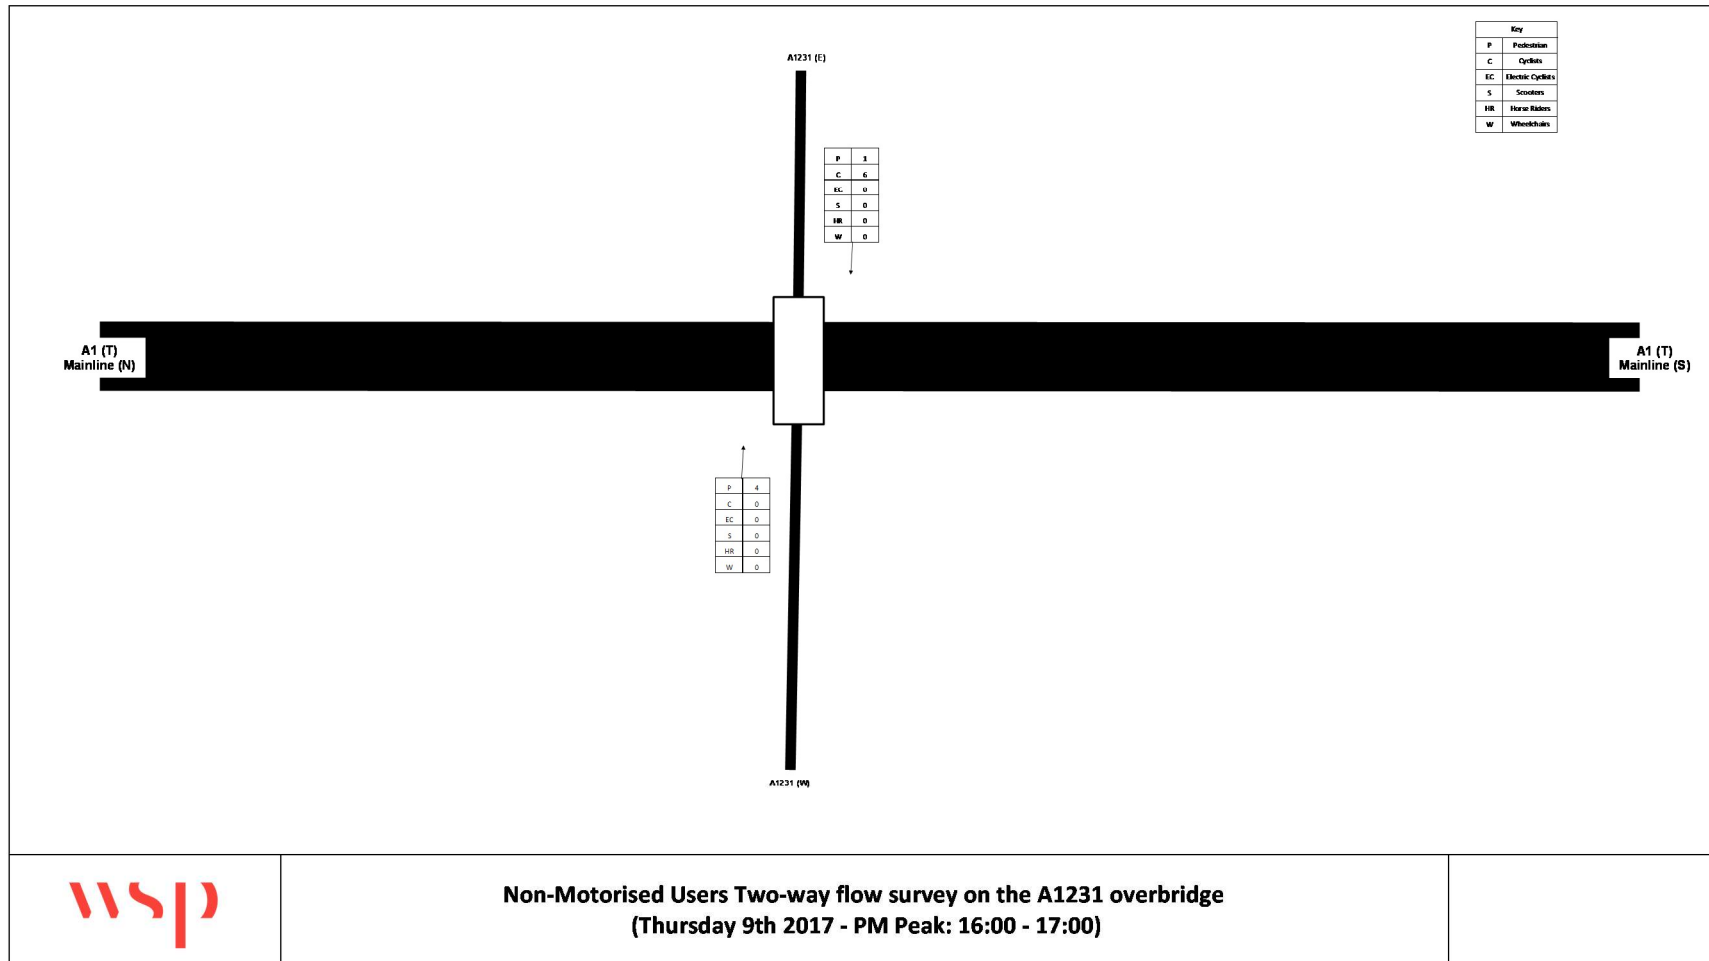 Key
P Pedestrian
C Cyclists
EC Electric Cyclists
S Scooters
HR Horse Riders
W Wheelchairs
A1231 (E)
P 1
C 6
EC 0
S 0
HR 0
W 0
A1 (T)
Mainline (N)
A1 (T)
Mainline (S)
P 4
C 0
EC 0
S 0
HR 0
W 0
A1231 (W)
wsp
Non-Motorised Users Two-way flow survey on the A1231 overbridge
(Thursday 9th 2017 - PM Peak: 16:00 - 17:00)